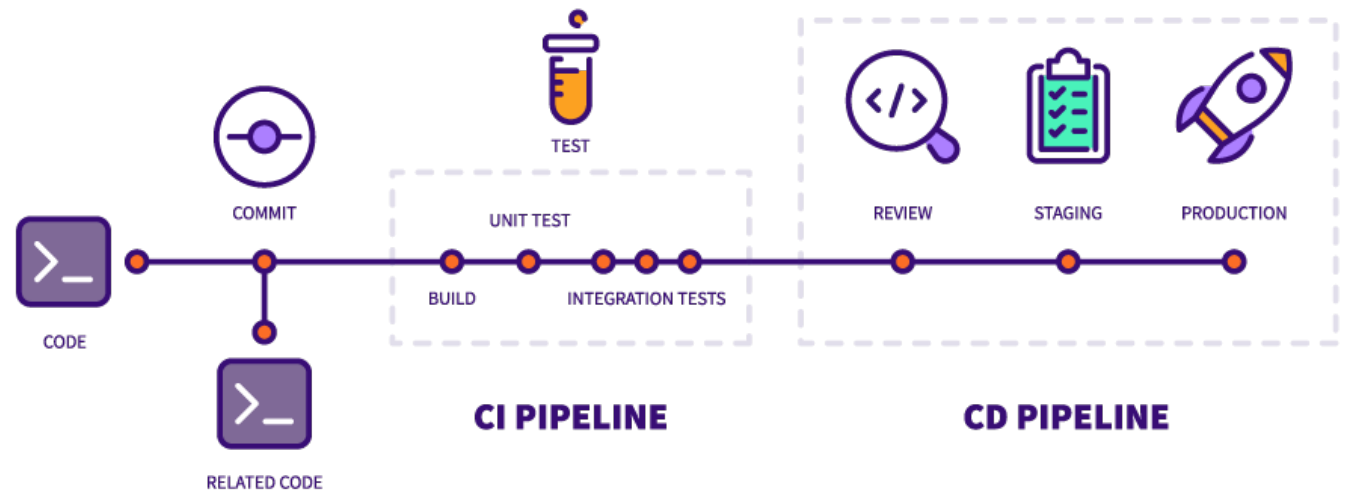 TEST
COMMIT
REVIEW
STAGING
PRODUCTION
UNIT TEST
BUILD
INTEGRATION TESTS
CODE
CI PIPELINE
CD PIPELINE
RELATED CODE